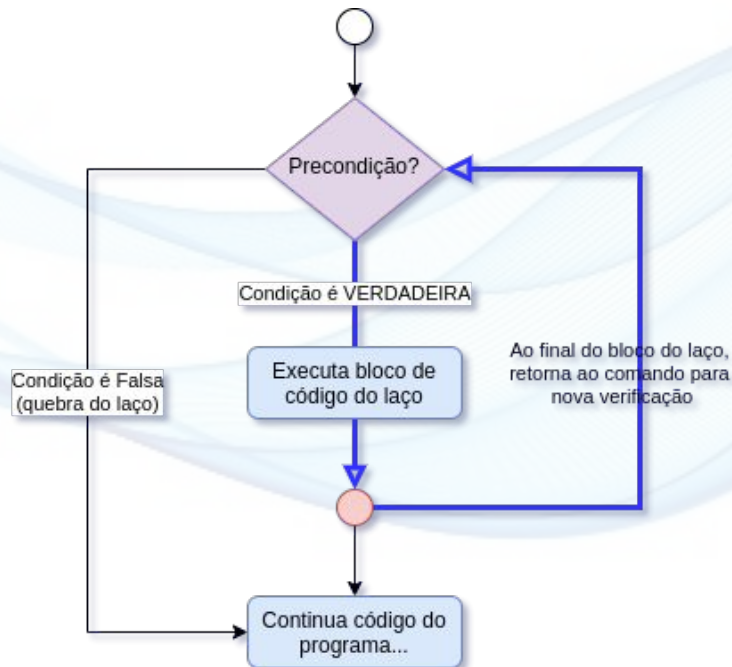 Precondição?
Condição é VERDADEIRA
Executa bloco de
código do laço
Ao final do bloco do laço,
retorna ao comando para
nova verificação
Condição é Falsa
(quebra do laço)
Continua código do
programa...